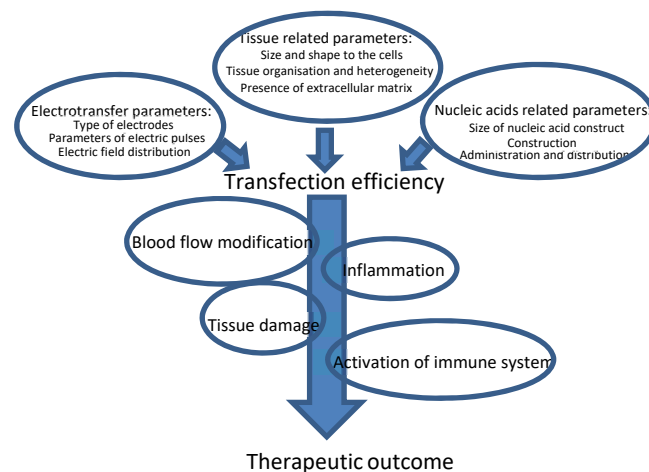 Tissue related parameters:
Size and shape to the cells
Tissue organisation and heterogeneity
Presence of extracellular matrix
Electrotransfer parameters:
Type of electrodes
Parameters of electric pulses
Electric field distribution
Nucleic acids related parameters:
Size of nucleic acid construct
Construction
Administration and distribution
Transfection efficiency
Blood flow modification
Inflammation
Tissue damage
Activation of immune system
Therapeutic outcome